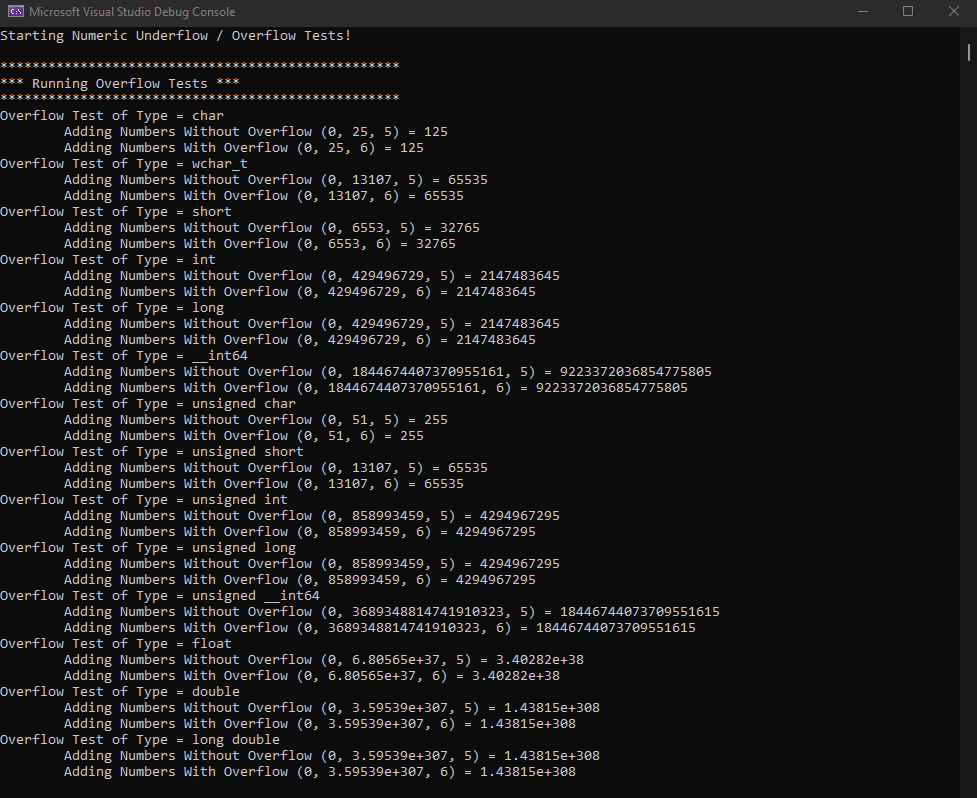 Microsoft Visual Studio Debug Console
Starting Numeric Underflow / Overflow Tests!
**************************************************
*** Running Overflow Tests ***
**************************************************
Overflow Test of Type = char
Adding Numbers Without Overflow (0, 25, 5) = 125
Adding Numbers With Overflow (0, 25, 6) = 125
Overflow Test of Type = wchar_t
Adding Numbers Without Overflow (0, 13107, 5) = 65535
Adding Numbers With Overflow (0, 13107, 6) = 65535
Overflow Test of Type = short
Adding Numbers Without Overflow (0, 6553, 5) = 32765
Adding Numbers With Overflow (0, 6553, 6) = 32765
Overflow Test of Type = int
Adding Numbers Without Overflow (0, 429496729, 5) = 2147483645
Adding Numbers With Overflow (0, 429496729, 6) = 2147483645
Overflow Test of Type = long
Adding Numbers Without Overflow (0, 429496729, 5) = 2147483645
Adding Numbers With Overflow (0, 429496729, 6) = 2147483645
Overflow Test of Type = __int64
Adding Numbers Without Overflow (0, 1844674407370955161, 5) = 9223372036854775805
Adding Numbers With Overflow (0, 1844674407370955161, 6) = 9223372036854775805
Overflow Test of Type = unsigned char
Adding Numbers Without Overflow (0, 51, 5) = 255
Adding Numbers With Overflow (0, 51, 6) = 255
Overflow Test of Type = unsigned short
Adding Numbers Without Overflow (0, 13107, 5) = 65535
Adding Numbers With Overflow (0, 13107, 6) = 65535
Overflow Test of Type = unsigned int
Adding Numbers Without Overflow (0, 858993459, 5) = 4294967295
Adding Numbers With Overflow (0, 858993459, 6) = 4294967295
Overflow Test of Type = unsigned long
Adding Numbers Without Overflow (0, 858993459, 5) = 4294967295
Adding Numbers With Overflow (0, 858993459, 6) = 4294967295
Overflow Test of Type = unsigned __int64
Adding Numbers Without Overflow (0, 3689348814741910323, 5) = 18446744073709551615
Adding Numbers With Overflow (0, 3689348814741910323, 6) = 18446744073709551615
Overflow Test of Type = float
Adding Numbers Without Overflow (0, 6.80565e+37, 5) = 3.40282e+38
Adding Numbers With Overflow (0, 6.80565e+37, 6) = 3.40282e+38
Overflow Test of Type = double
Adding Numbers Without Overflow (0, 3.59539e+307, 5) = 1.43815e+308
Adding Numbers With Overflow (0, 3.59539e+307, 6) = 1.43815e+308
Overflow Test of Type = long double
Adding Numbers Without Overflow (0, 3.59539e+307, 5) = 1.43815e+308
Adding Numbers With Overflow (0, 3.59539e+307, 6) = 1.43815e+308